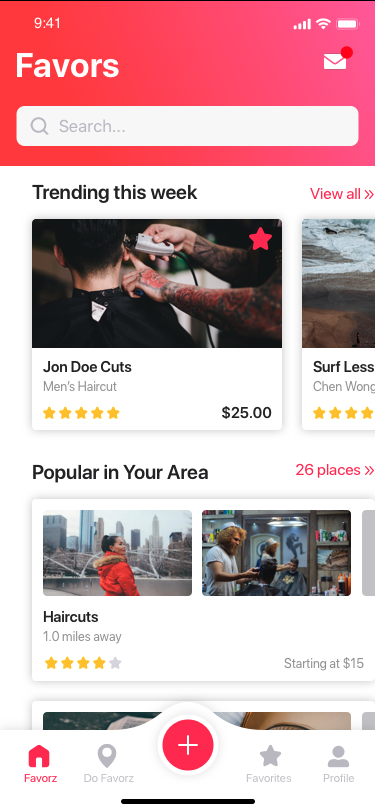 9:41
Favors
Search...
Trending this week
View all »
Jon Doe Cuts
Men's Haircut
$25.00
Surf Less
Chen Wong
Popular in Your Area
26 places »
Haircuts
1.0 miles away
Starting at $15
Favorz
Do Favorz
Favorites
Profile